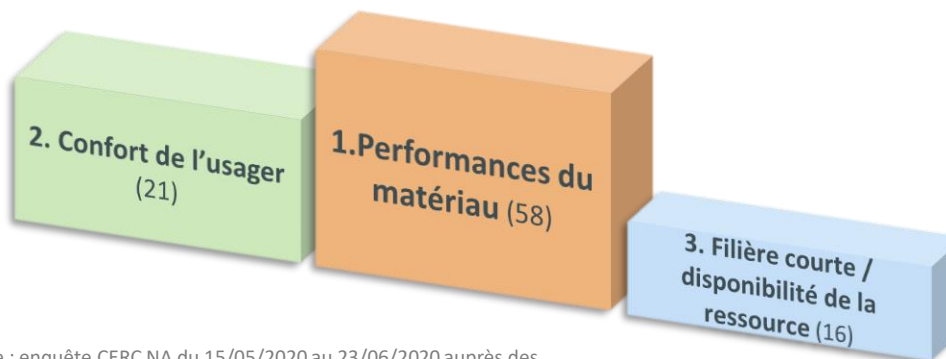 2. Confort de l’usager
(21)
1.Performances du
matériau (58)
3. Filière courte /
disponibilité de la
ressource (16)
: enquête CERC NA du 15/05/2020 au 23/06/2020 auprès des